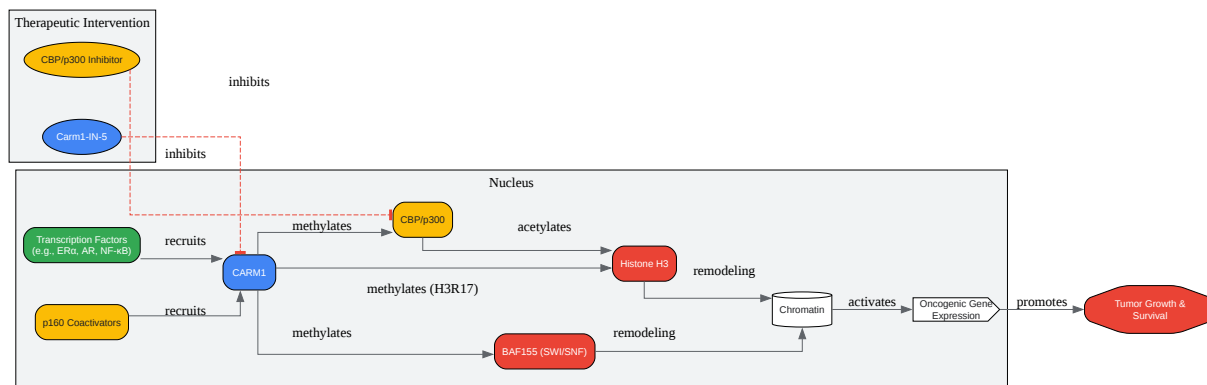 Therapeutic Intervention
CBP/p300 Inhibitor
inhibits
Carm1-IN-5
inhibits
Nucleus
CBP/p300
methylates
acetylates
Transcription Factors
(e.g., ERα, AR, NF-κB)
recruits
CARM1
Histone H3
remodeling
methylates (H3R17)
p160 Coactivators
recruits
methylates
BAF155 (SWI/SNF)
remodeling
Chromatin
activates
Oncogenic Gene
Expression
promotes
Tumor Growth &
Survival